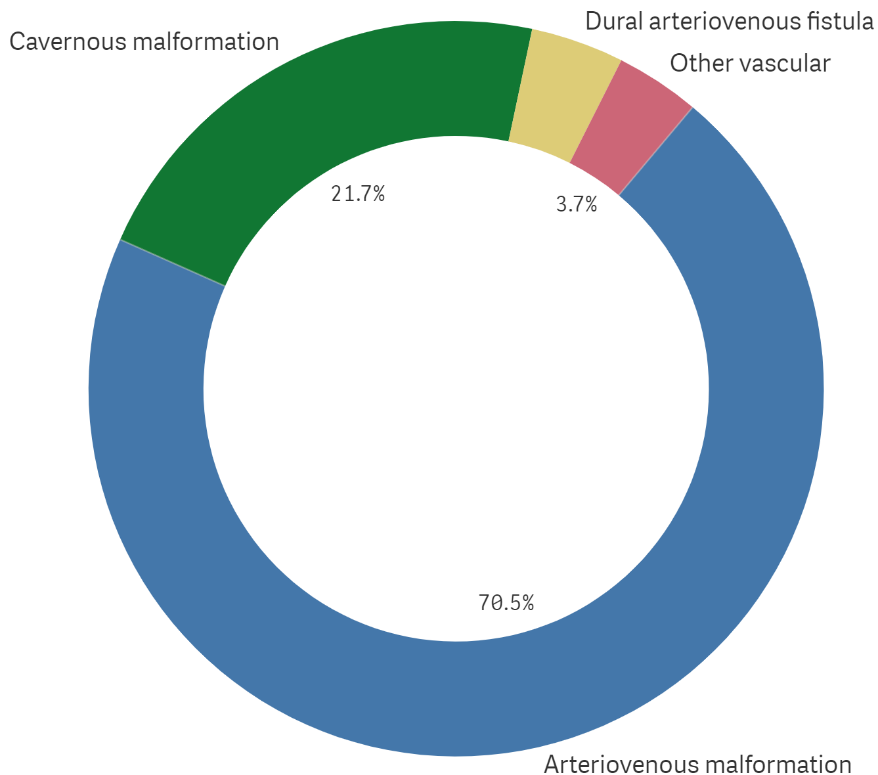 Dural arteriovenous fistula
Cavernous malformation
Other vascular
21.7%
3.7%
70.5%
Arteriovenous malformation